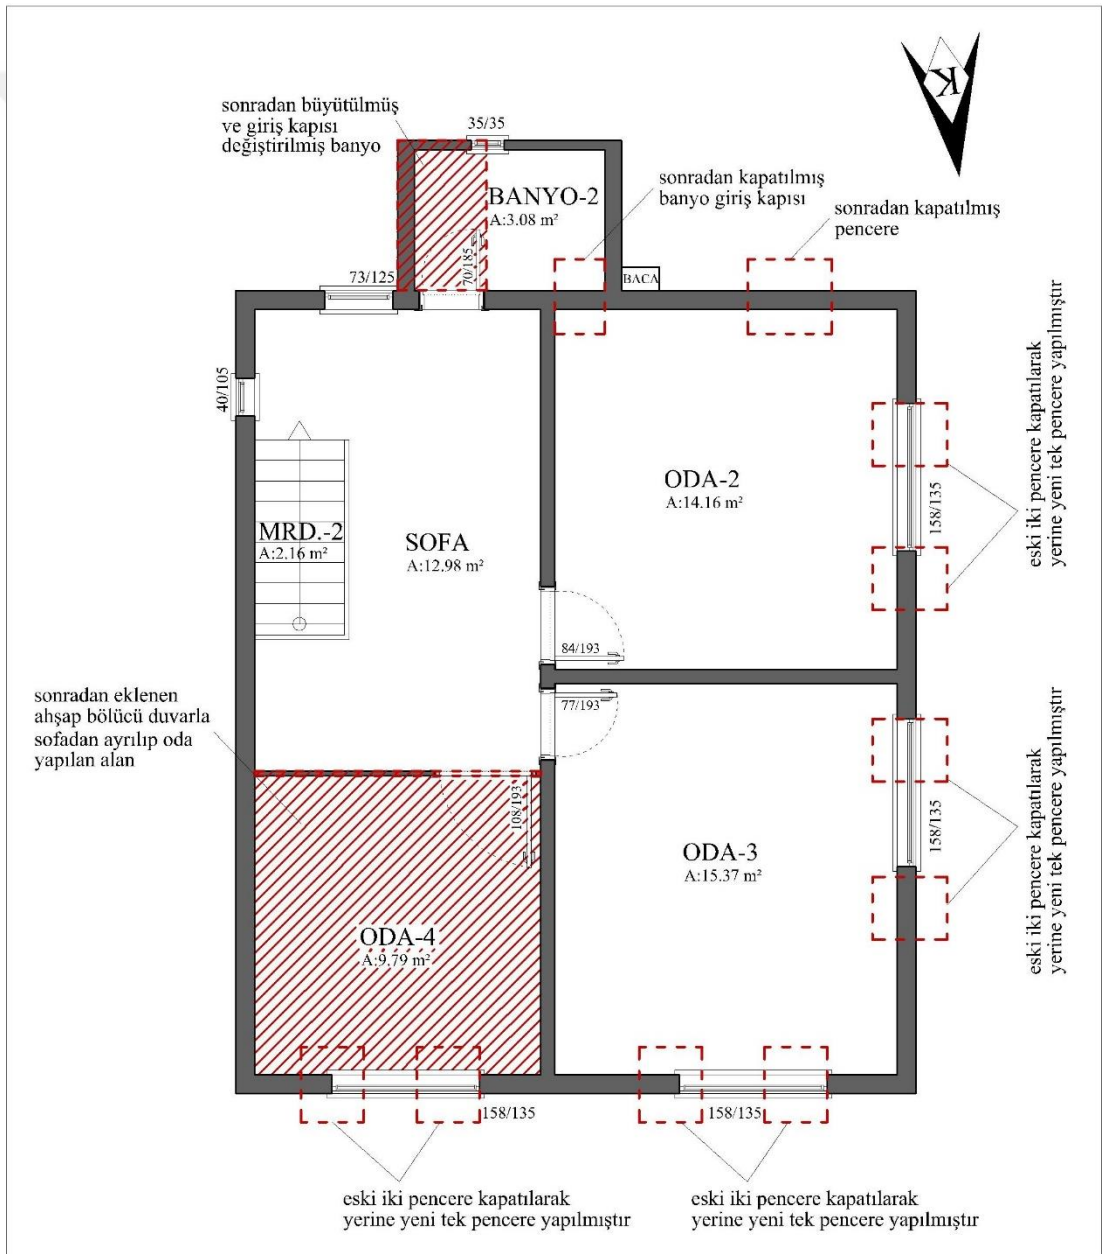 K
sonradan büyütülmüş
ve giriş kapısı
değiştirilmiş banyo
35/35
BANYO-2
A:3.08 m²
70/185
sonradan kapatılmış
banyo giriş kapısı
sonradan kapatılmış
pencere
BACA
73/125
40/105
MRD.-2
A:2.16 m²
SOFA
A:12.98 m²
ODA-2
A:14.16 m²
158/135
eski iki pencere kapatılarak
yerine yeni tek pencere yapılmıştır
84/193
77/193
sonradan eklenen
ahşap bölücü duvarla
sofadan ayrılıp oda
yapılan alan
108/193
ODA-3
A:15.37 m²
158/135
eski iki pencere kapatılarak
yerine yeni tek pencere yapılmıştır
ODA-4
A:9.79 m²
158/135
158/135
eski iki pencere kapatılarak
yerine yeni tek pencere yapılmıştır
eski iki pencere kapatılarak
yerine yeni tek pencere yapılmıştır